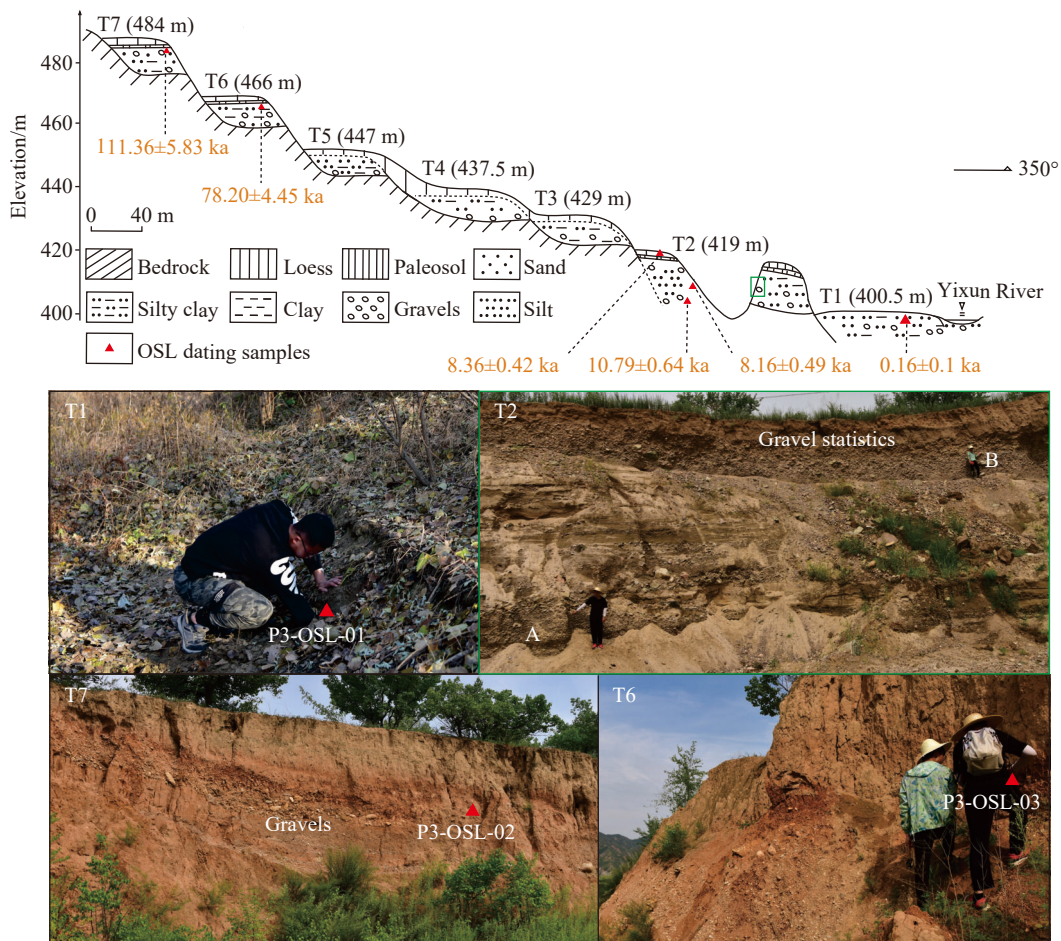 T7 (484 m)
480
T6 (466 m)
460
111.36±5.83 ka
T5 (447 m)
T4 (437.5 m)
350°
Elevation/m
440
78.20±4.45 ka
T3 (429 m)
0 40 m
420
T2 (419 m)
Bedrock
Loess
Paleosol
Sand
T1 (400.5 m)
Yixun River
Silty clay
Clay
Gravels
Silt
400
OSL dating samples
8.36±0.42 ka
10.79±0.64 ka
8.16±0.49 ka
0.16±0.1 ka
T1
P3-OSL-01
T2
Gravel statistics
B
A
T7
Gravels
P3-OSL-02
T6
P3-OSL-03